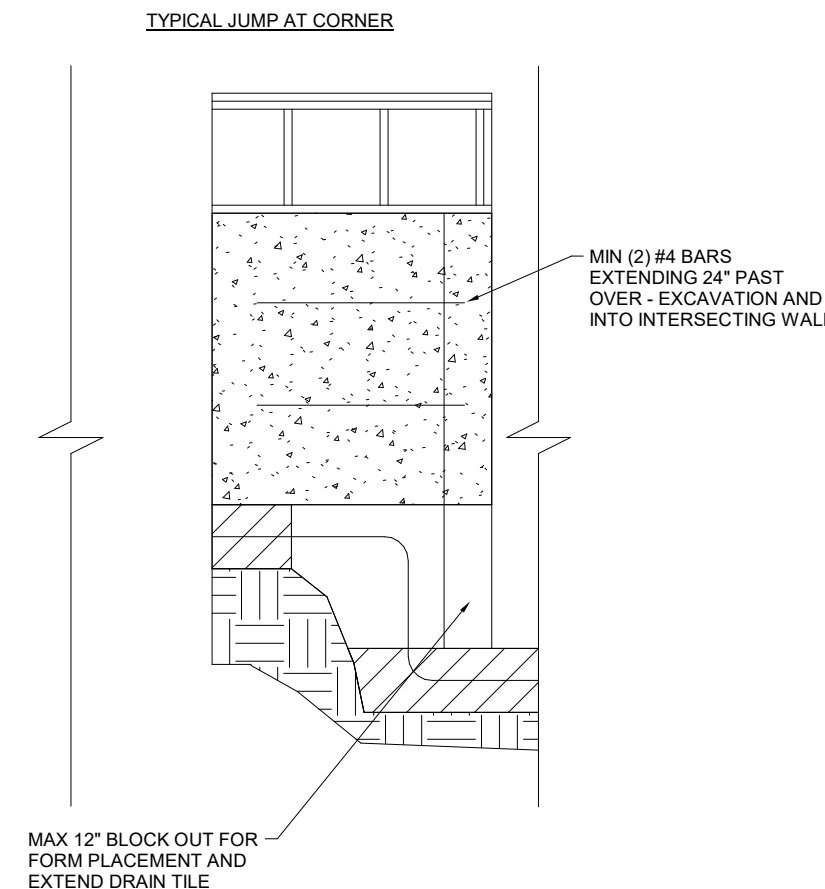 TYPICAL JUMP AT CORNER
MIN (2) #4 BARS
EXTENDING 24" PAST
OVER - EXCAVATION AND
INTO INTERSECTING WALL
MAX 12" BLOCK OUT FOR
FORM PLACEMENT AND
EXTEND DRAIN TILE